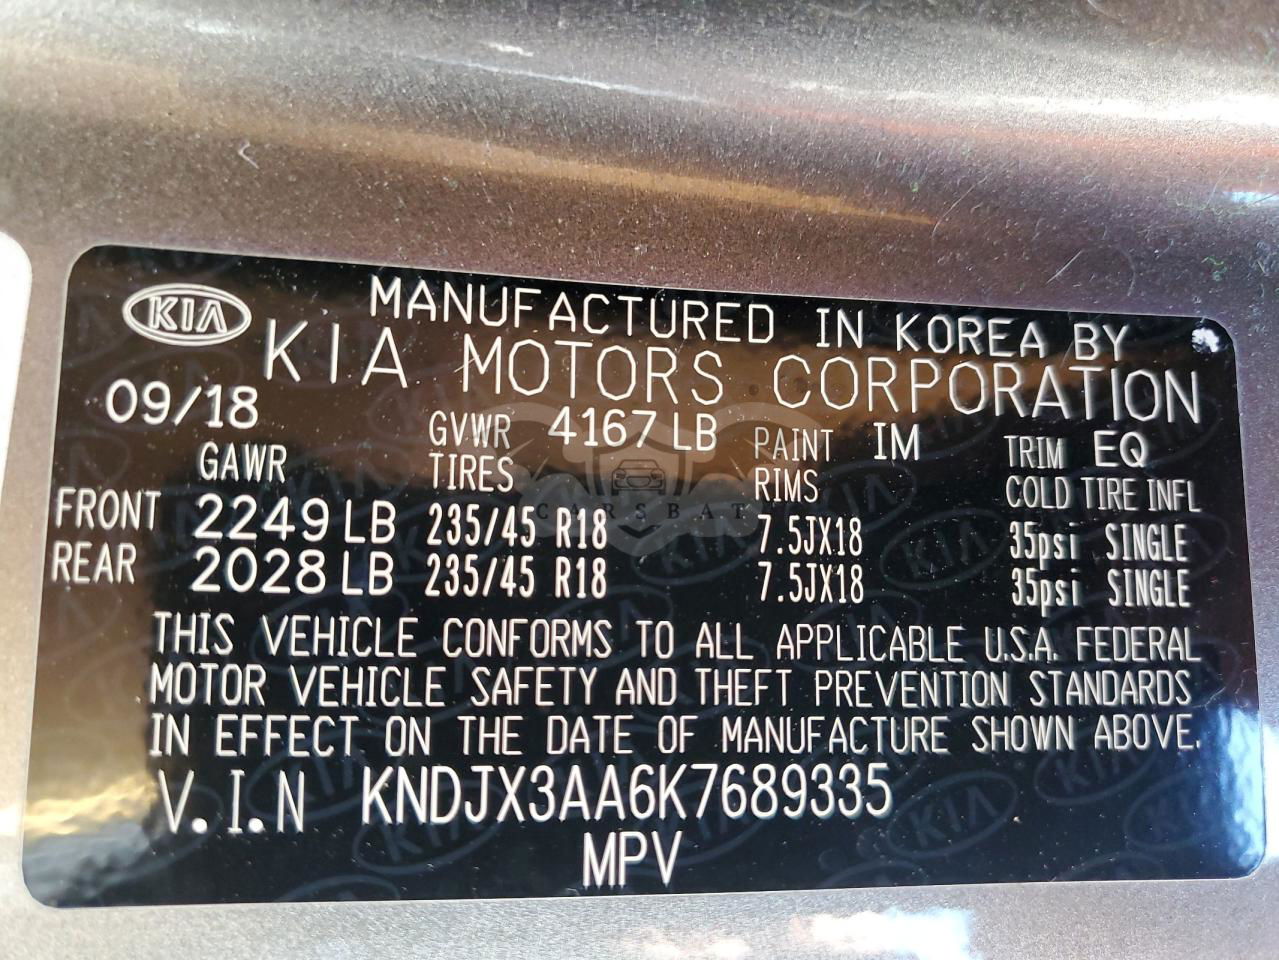 KIA MANUFACTURED IN KOREA BY
KIA MOTORS CORPORATION
09/18 GVWR 4167 LB PAINT IM TRIM EQ
GAWR TIRES RIMS COLD TIRE INFL
FRONT 2249 LB 235/45 R18 7.5JX18 35psi SINGLE
REAR 2028 LB 235/45 R18 7.5JX18 35psi SINGLE
THIS VEHICLE CONFORMS TO ALL APPLICABLE U.S.A. FEDERAL
MOTOR VEHICLE SAFETY AND THEFT PREVENTION STANDARDS
IN EFFECT ON THE DATE OF MANUFACTURE SHOWN ABOVE.
V.I.N KNDJX3AA6K7689335
MPV